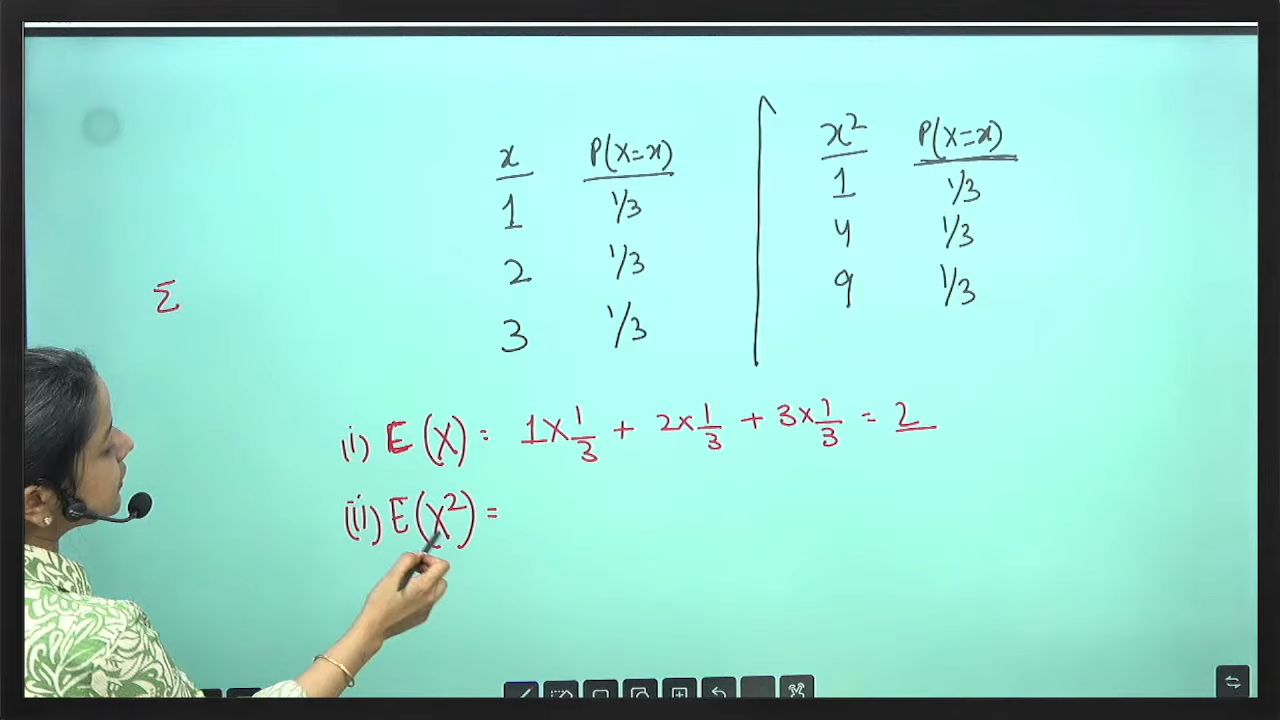 x P(X=x)
1 1/3
2 1/3
3 1/3
x² P(X=x)
1 1/3
4 1/3
9 1/3
Σ
(i) E(X) = 1×1/3 + 2×1/3 + 3×1/3 = 2
(ii) E(X²) =